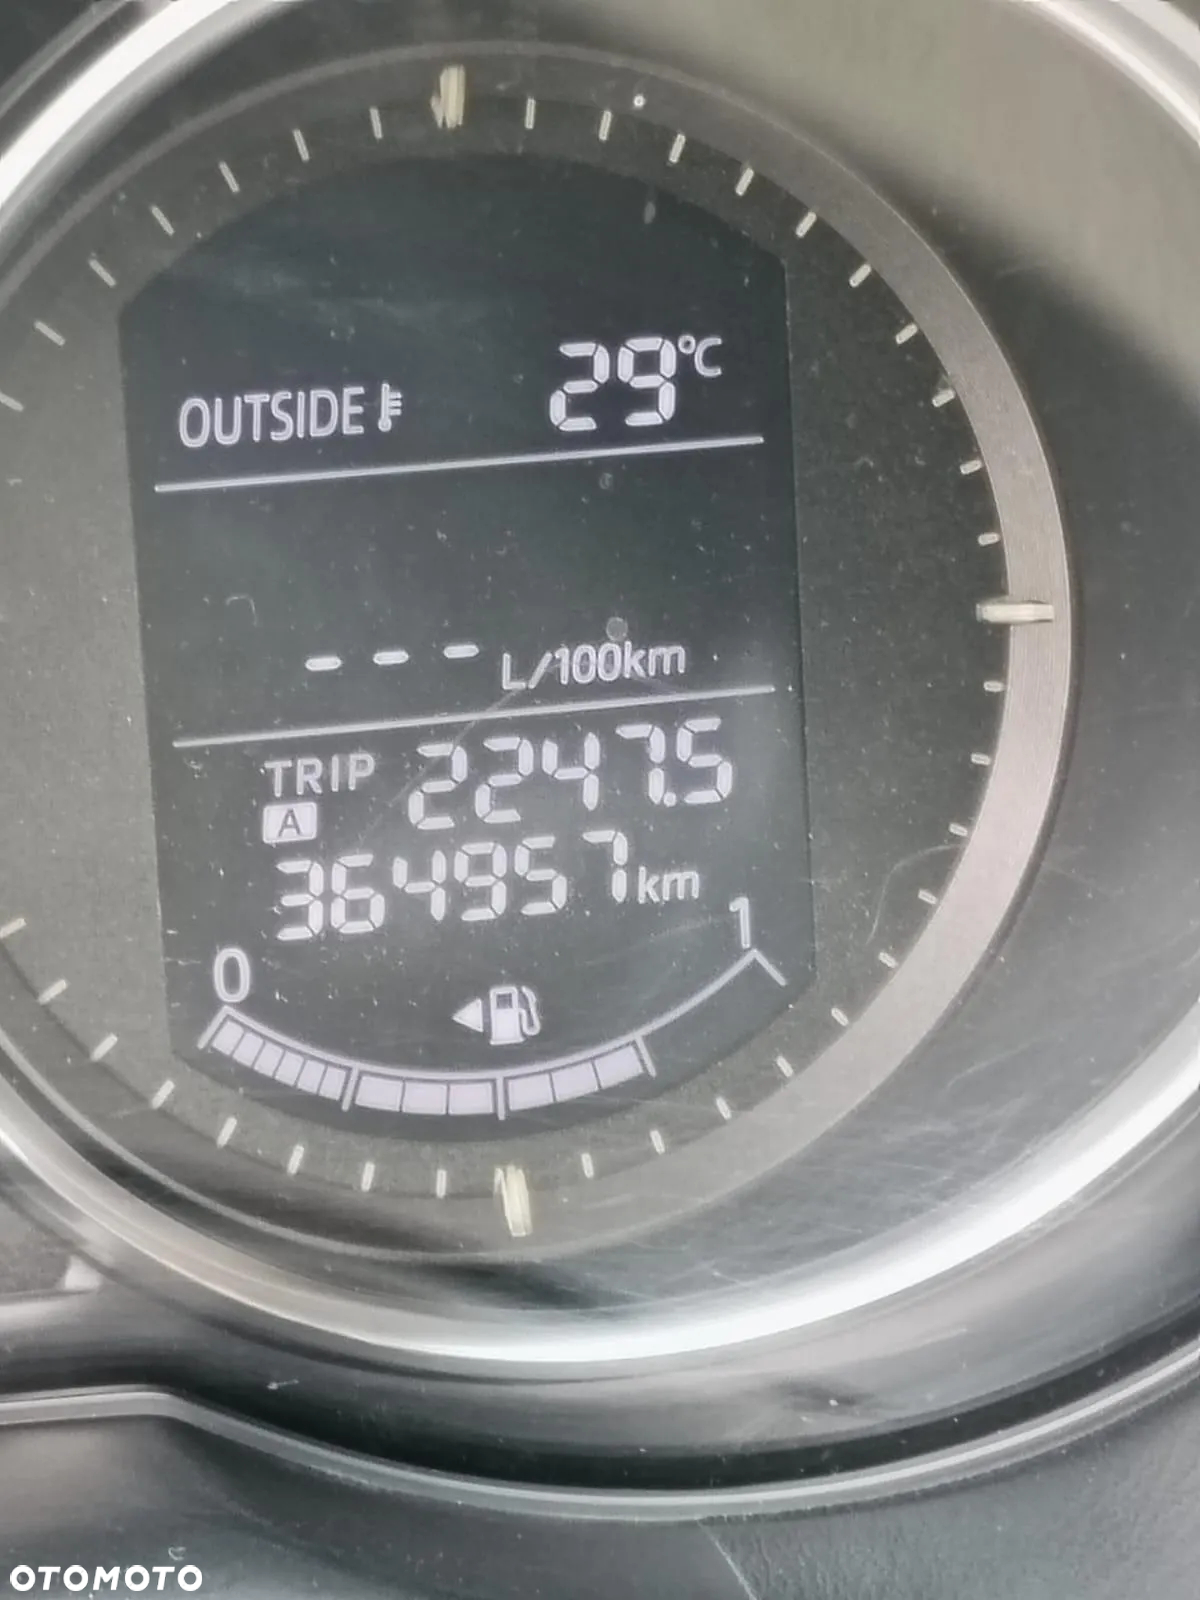 OUTSIDE 29°C
- - - L/100km
TRIP A 2247.5
364957km
0 1
OTOMOTO